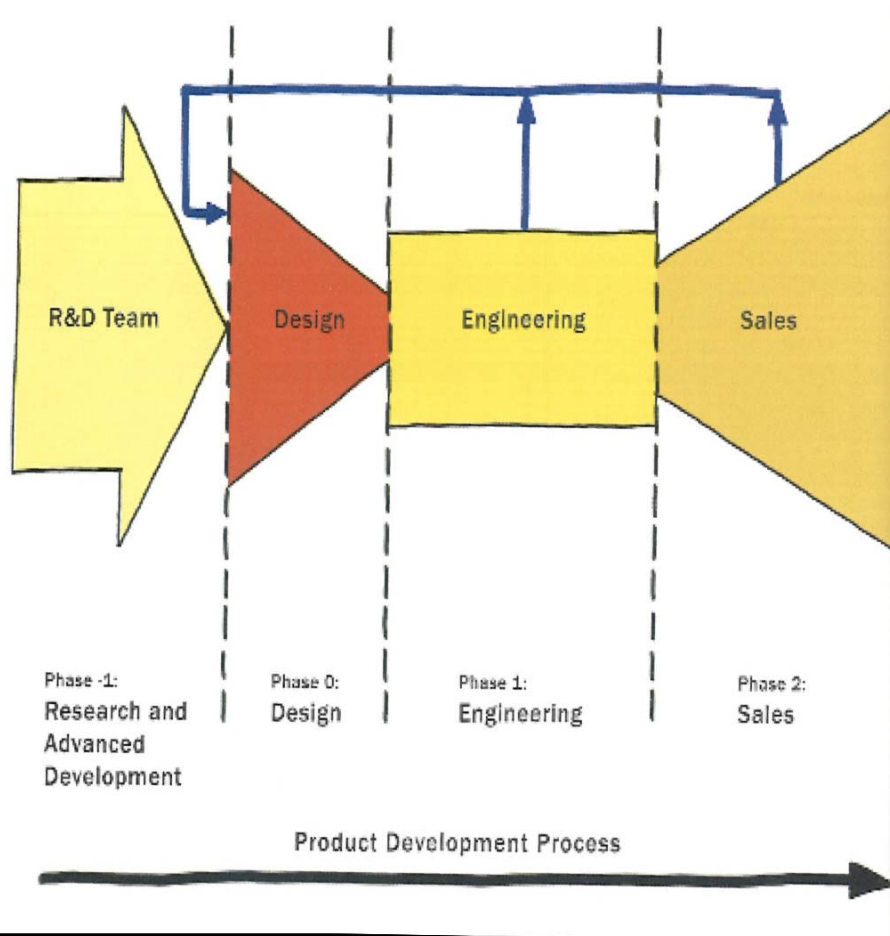 R&D Team
Design
Engineering
Sales
Phase -1:
Research and
Advanced
Development
Phase 0:
Design
Phase 1:
Engineering
Phase 2:
Sales
Product Development Process